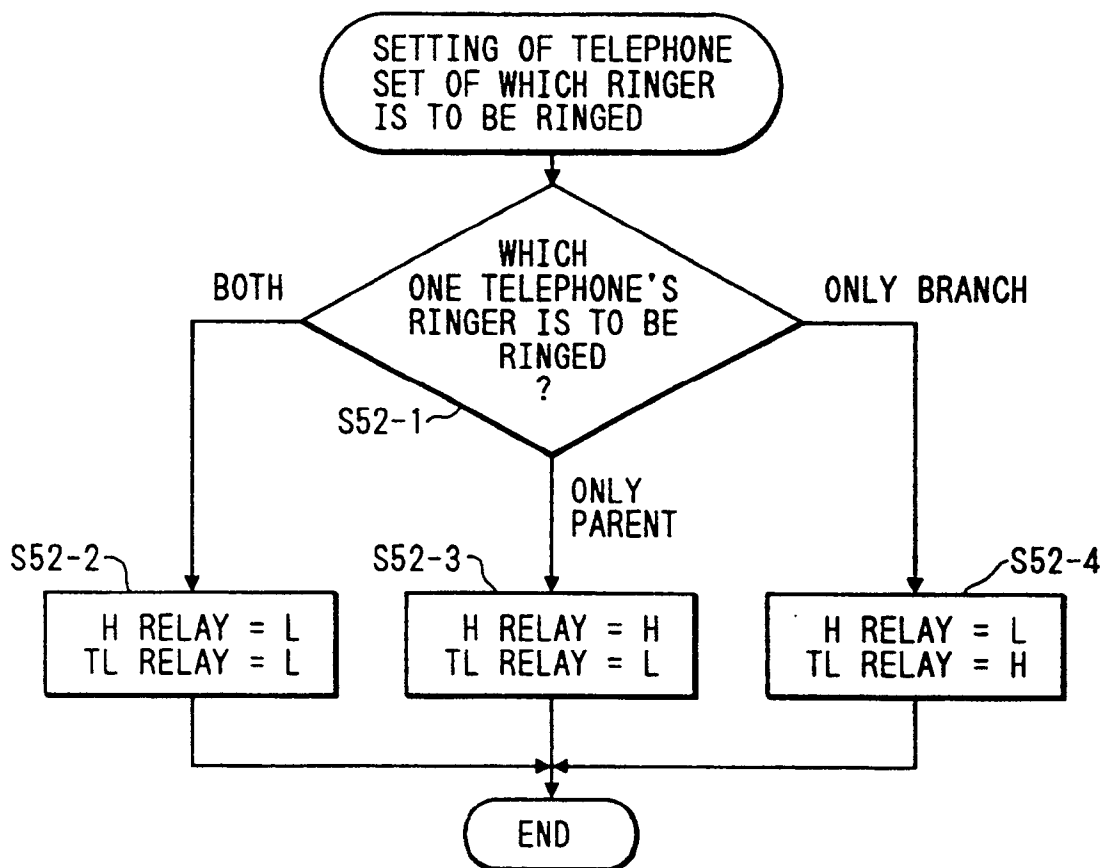 SETTING OF TELEPHONE
SET OF WHICH RINGER
IS TO BE RINGED
WHICH
ONE TELEPHONE'S
RINGER IS TO BE
RINGED
?
BOTH
ONLY BRANCH
S52-1
ONLY
PARENT
S52-2
H RELAY = L
TL RELAY = L
S52-3
H RELAY = H
TL RELAY = L
S52-4
H RELAY = L
TL RELAY = H
END